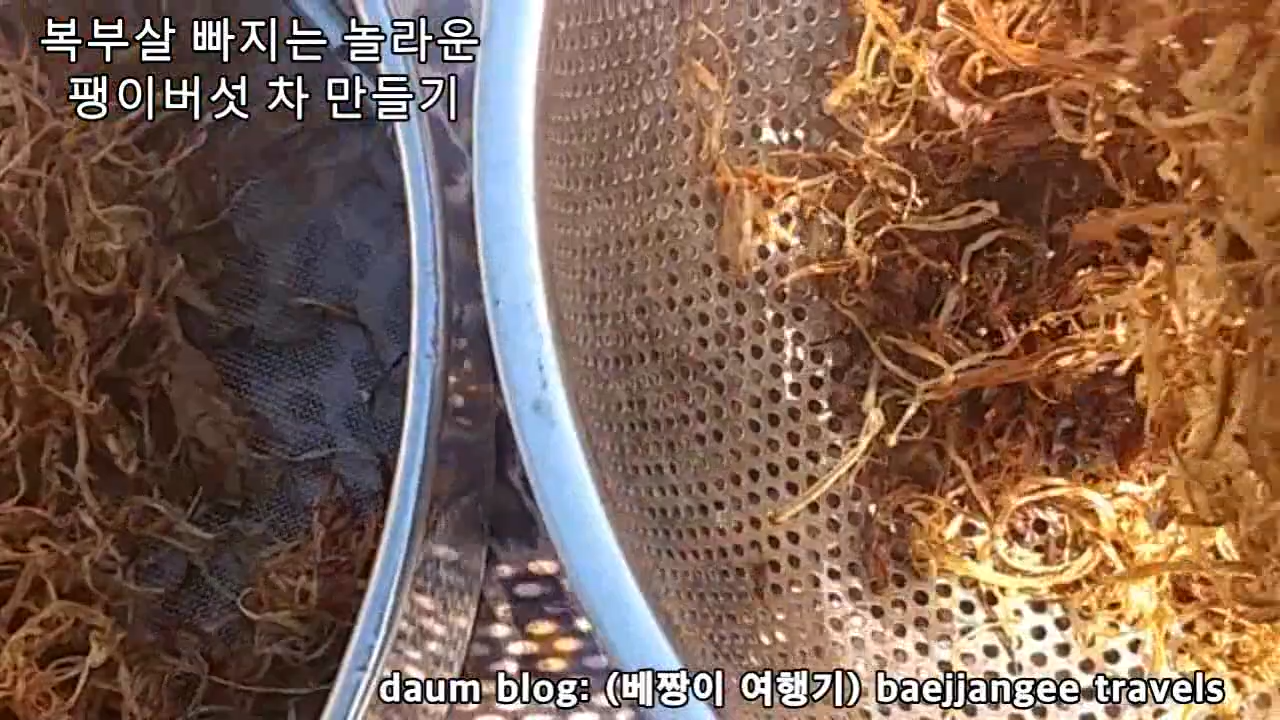 복부살 빠지는 놀라운
팽이버섯 차 만들기
daum blog: (베짱이 여행기) baejjangee travels